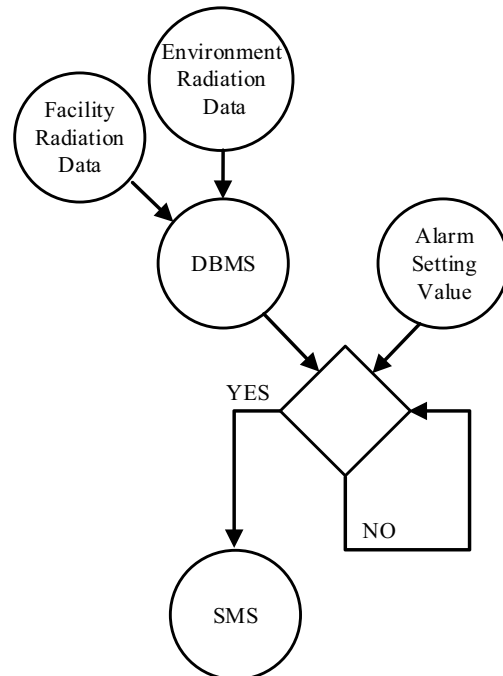 Environment
Radiation
Data
Facility
Radiation
Data
DBMS
Alarm
Setting
Value
YES
NO
SMS